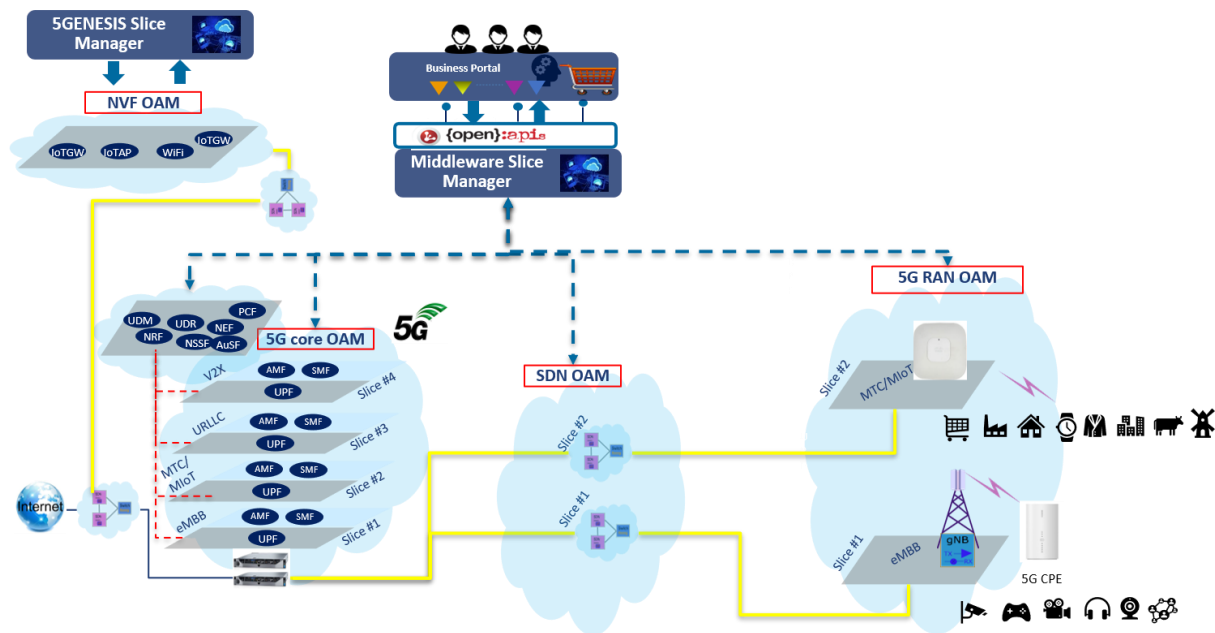 5GENESIS Slice
Manager
NVF OAM
IoTGW
IoTAP
WiFi
IoTGW
Business Portal
{open}:apis
Middleware Slice
Manager
5G RAN OAM
UDM
UDR
PCF
NEF
NRF
NSSF
AuSF
5G core OAM
5G
SDN OAM
V2X
AMF
SMF
UPF
Slice #4
URLLC
AMF
SMF
UPF
Slice #3
MTC/
MIoT
AMF
SMF
UPF
Slice #2
eMBB
AMF
SMF
UPF
Slice #1
Internet
Slice #2
Slice #1
Slice #2
MTC/MIoT
Slice #1
eMBB
gNB
TX
RX
5G CPE